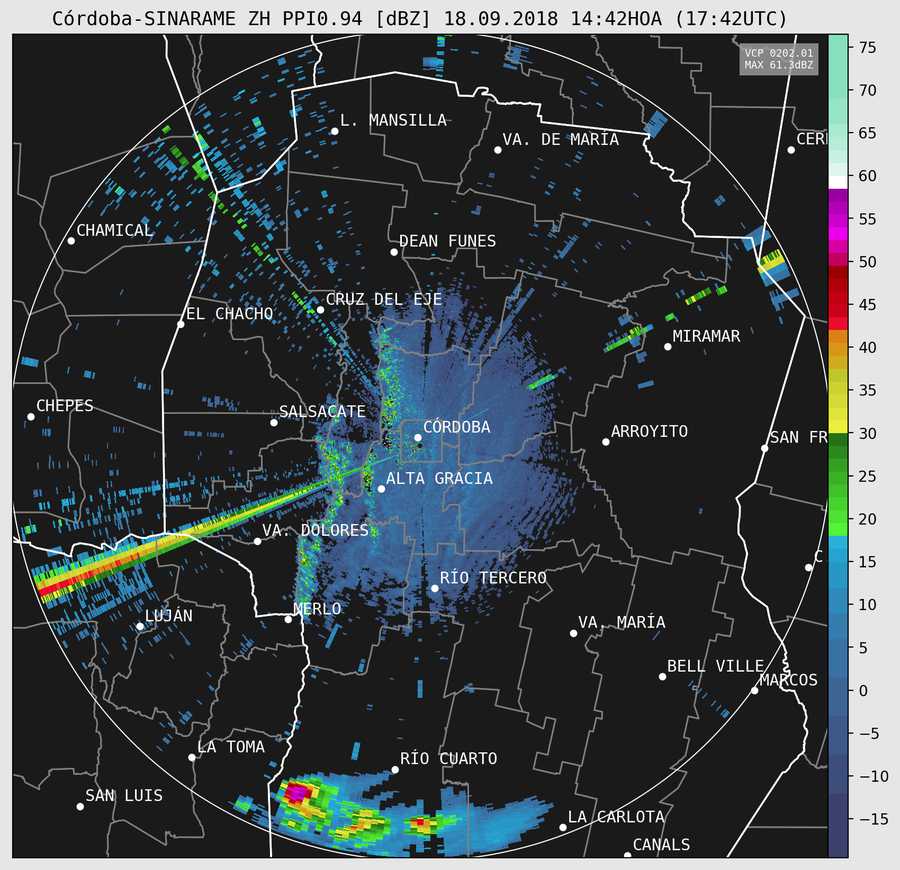 Córdoba-SINARAME ZH PPI0.94 [dBZ] 18.09.2018 14:42HOA (17:42UTC)
VCP 0202.01
MAX 61.3dBZ
75
70
65
60
55
50
45
40
35
30
25
20
15
10
5
0
−5
−10
−15
L. MANSILLA
VA. DE MARÍA
CER
CHAMICAL
DEAN FUNES
CRUZ DEL EJE
EL CHACHO
MIRAMAR
CHEPES
SALSACATE
CÓRDOBA
ARROYITO
SAN FR
ALTA GRACIA
VA. DOLORES
C
RÍO TERCERO
MERLO
LUJÁN
VA. MARÍA
BELL VILLE
MARCOS
LA TOMA
RÍO CUARTO
SAN LUIS
LA CARLOTA
CANALS